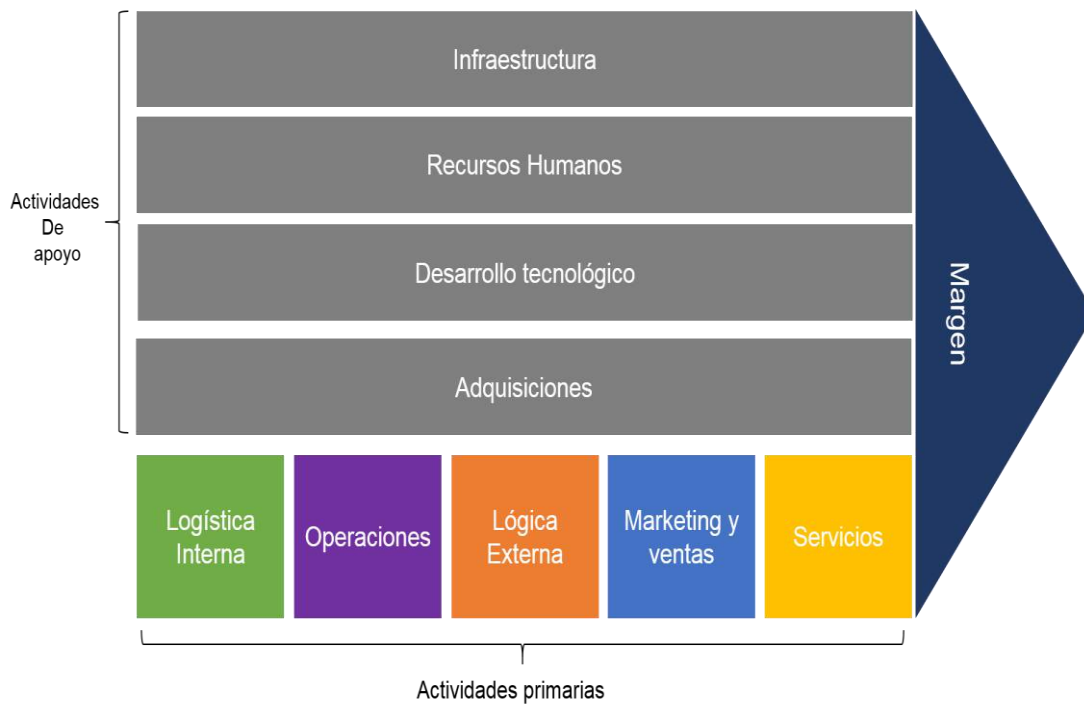 Infraestructura
Recursos Humanos
Actividades
De
apoyo
Desarrollo tecnológico
Adquisiciones
Margen
Logística
Interna
Operaciones
Lógica
Externa
Marketing y
ventas
Servicios
Actividades primarias